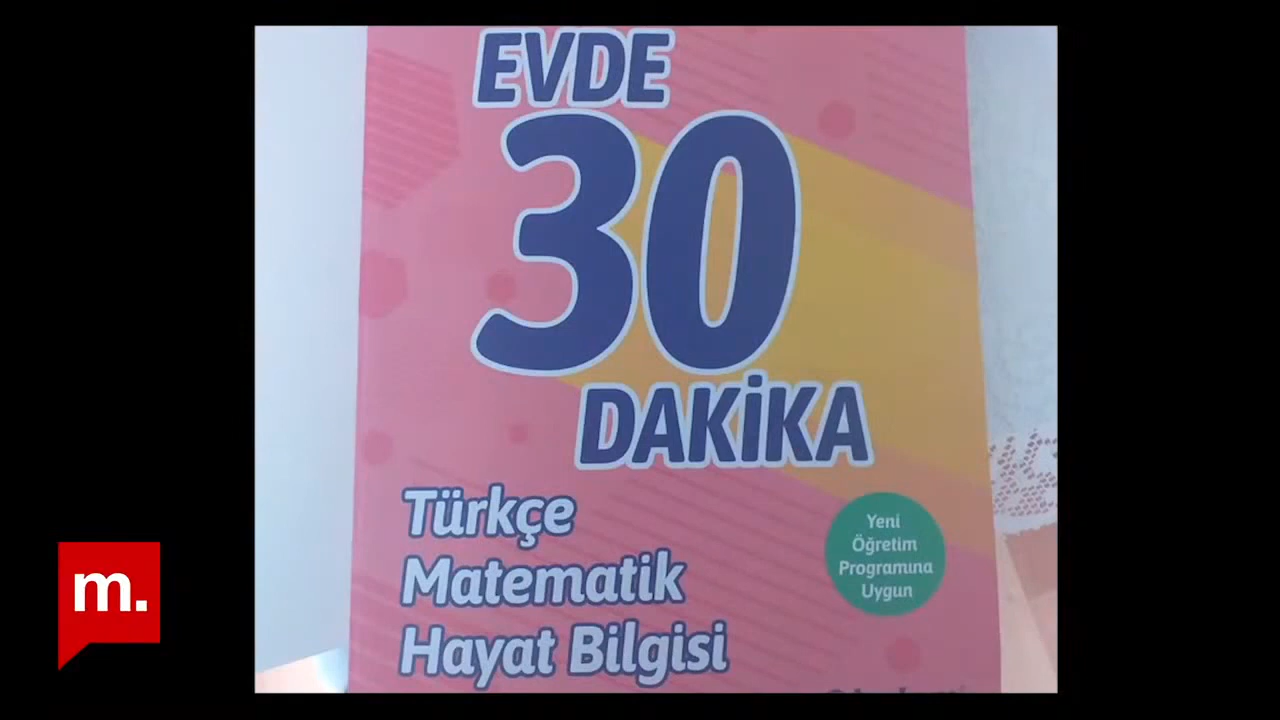 EVDE
30
DAKİKA
Türkçe
Matematik
Hayat Bilgisi
Yeni
Öğretim
Programına
Uygun
m.